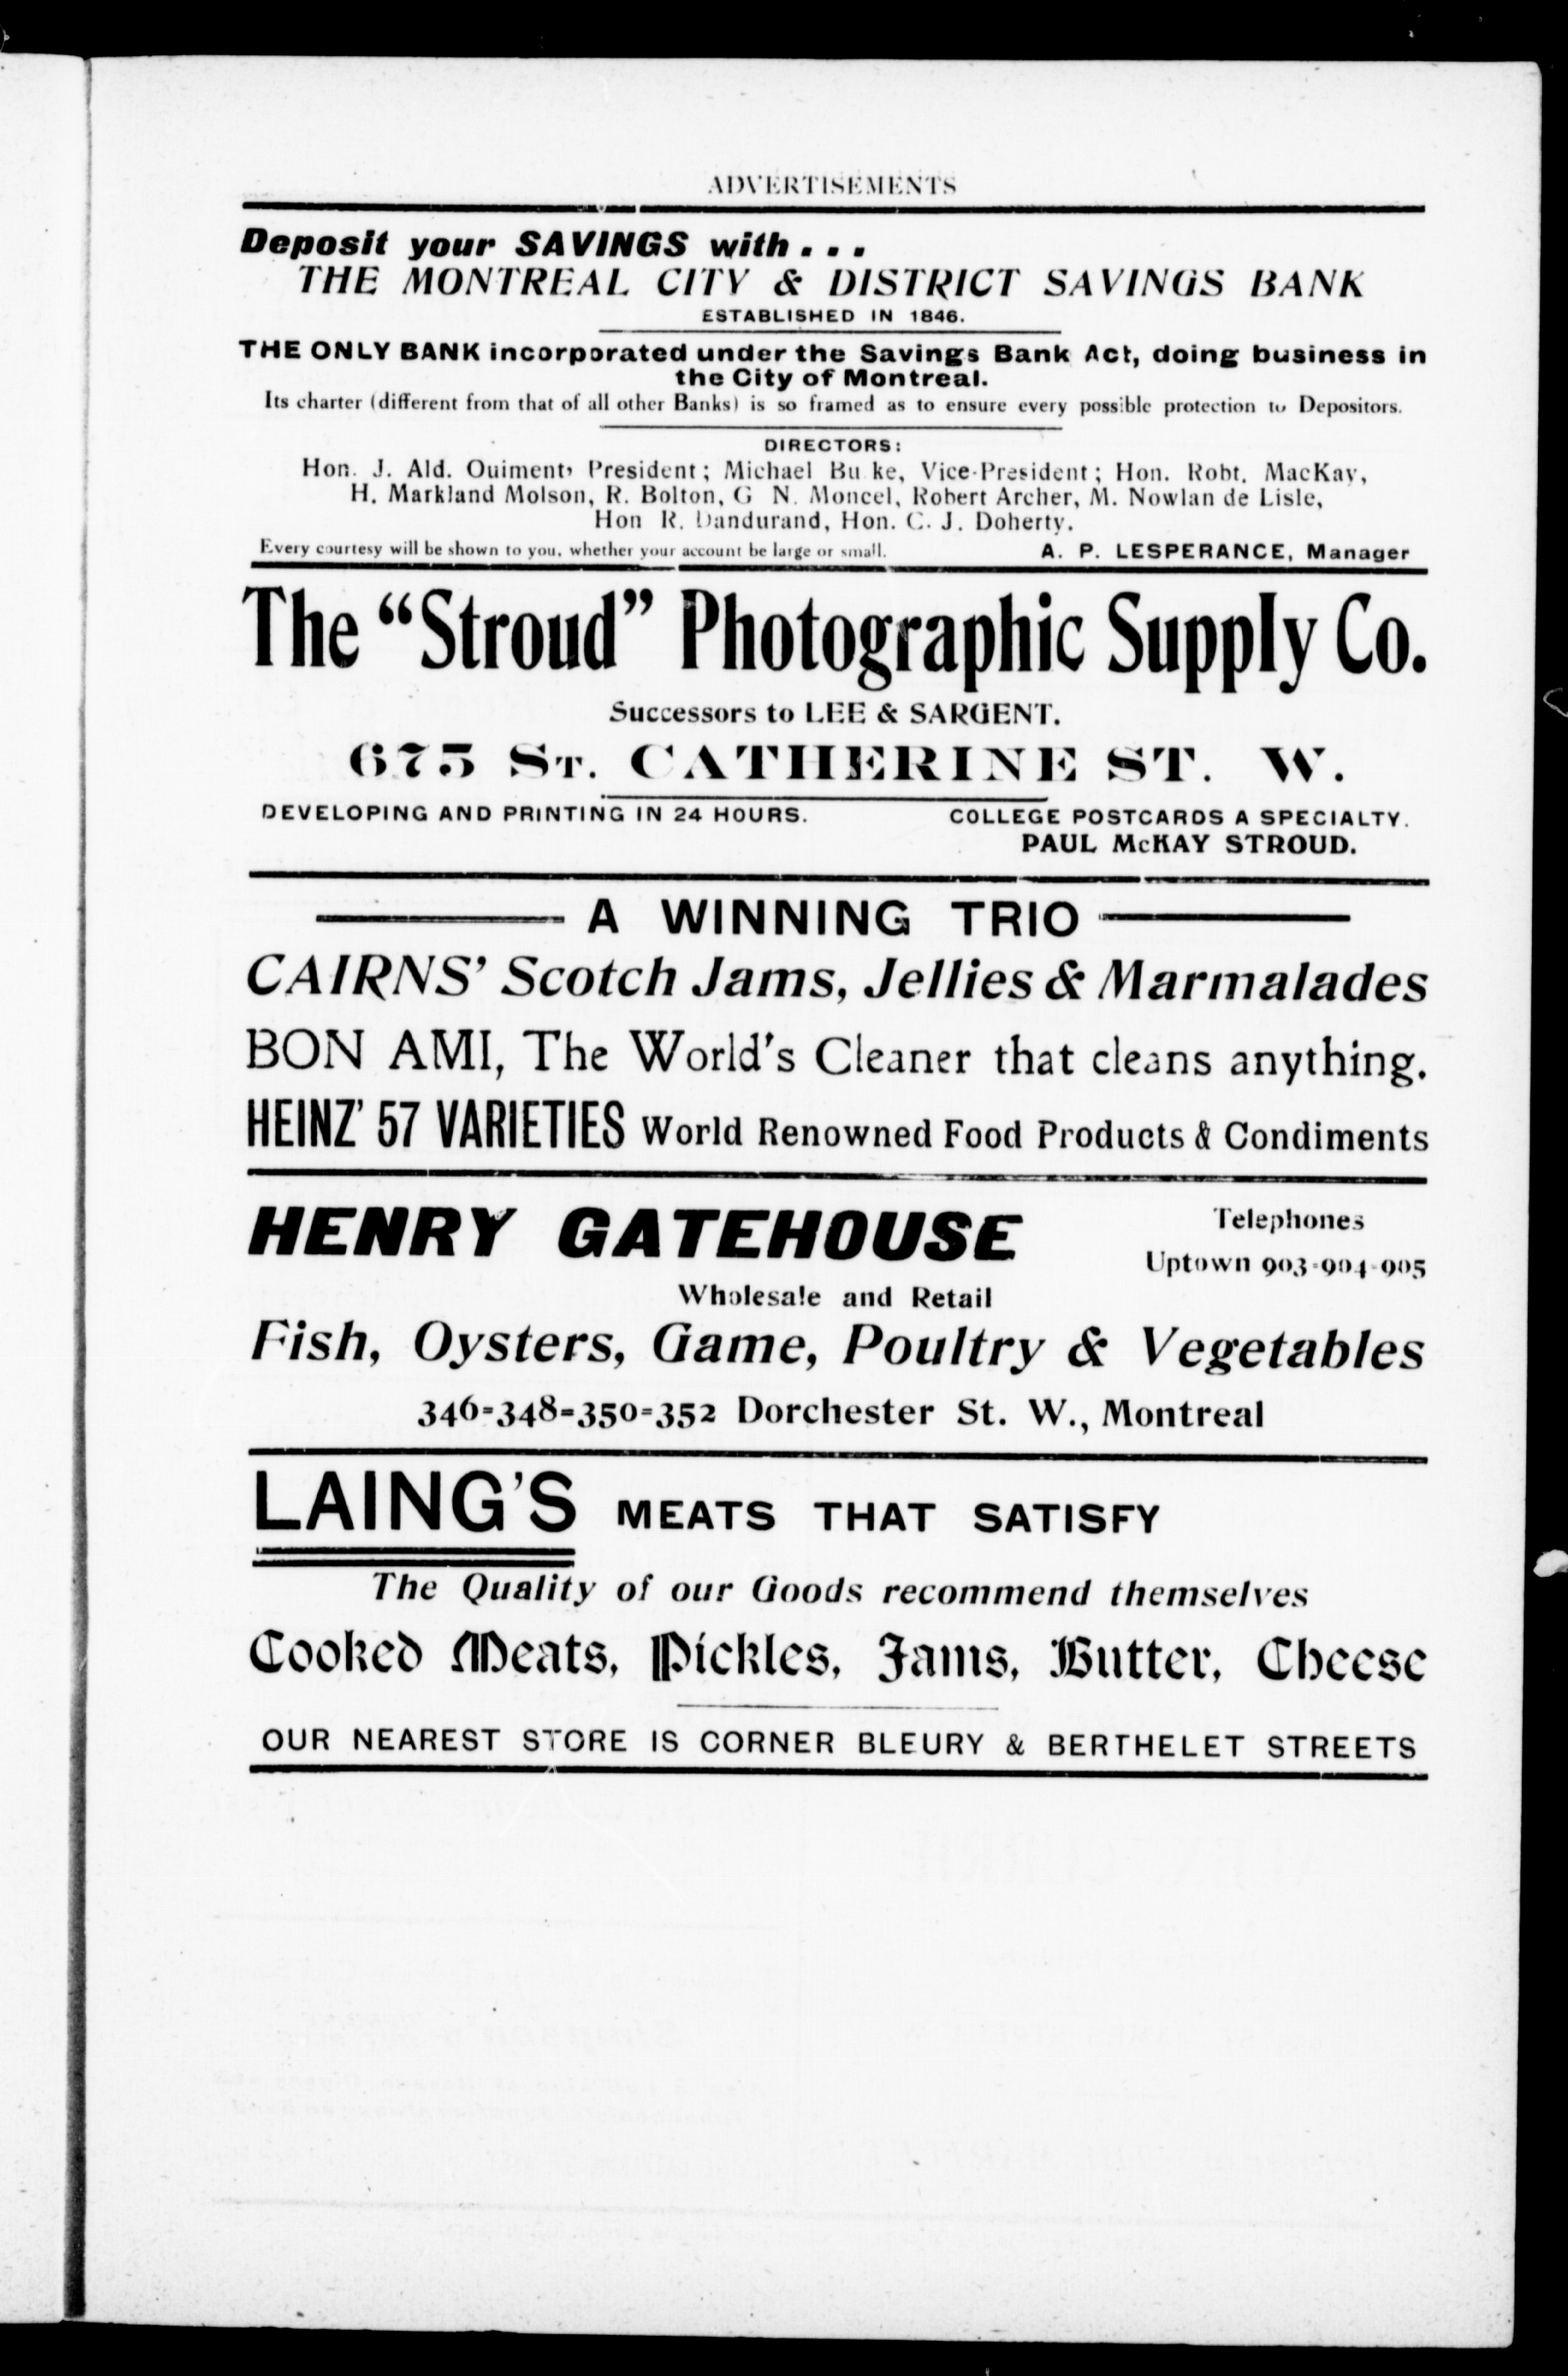 ADVERTISEMENTS
Deposit your SAVINGS with . . .
THE MONTREAL CITY & DISTRICT SAVINGS BANK
ESTABLISHED IN 1846.
THE ONLY BANK incorporated under the Savings Bank Act, doing business in
the City of Montreal.
Its charter (different from that of all other Banks) is so framed as to ensure every possible protection to Depositors.
DIRECTORS:
Hon. J. Ald. Ouiment, President; Michael Bu ke, Vice-President; Hon. Robt. MacKay,
H. Markland Molson, R. Bolton, G N. Moncel, Robert Archer, M. Nowlan de Lisle,
Hon R. Dandurand, Hon. C. J. Doherty.
Every courtesy will be shown to you, whether your account be large or small. A. P. LESPERANCE, Manager
The "Stroud" Photographic Supply Co.
Successors to LEE & SARGENT.
675 ST. CATHERINE ST. W.
DEVELOPING AND PRINTING IN 24 HOURS. COLLEGE POSTCARDS A SPECIALTY.
PAUL McKAY STROUD.
A WINNING TRIO
CAIRNS' Scotch Jams, Jellies & Marmalades
BON AMI, The World's Cleaner that cleans anything.
HEINZ' 57 VARIETIES World Renowned Food Products & Condiments
HENRY GATEHOUSE Telephones
Uptown 903-904-905
Wholesale and Retail
Fish, Oysters, Game, Poultry & Vegetables
346-348-350-352 Dorchester St. W., Montreal
LAING'S MEATS THAT SATISFY
The Quality of our Goods recommend themselves
Cooked Meats, Pickles, Jams, Butter, Cheese
OUR NEAREST STORE IS CORNER BLEURY & BERTHELET STREETS